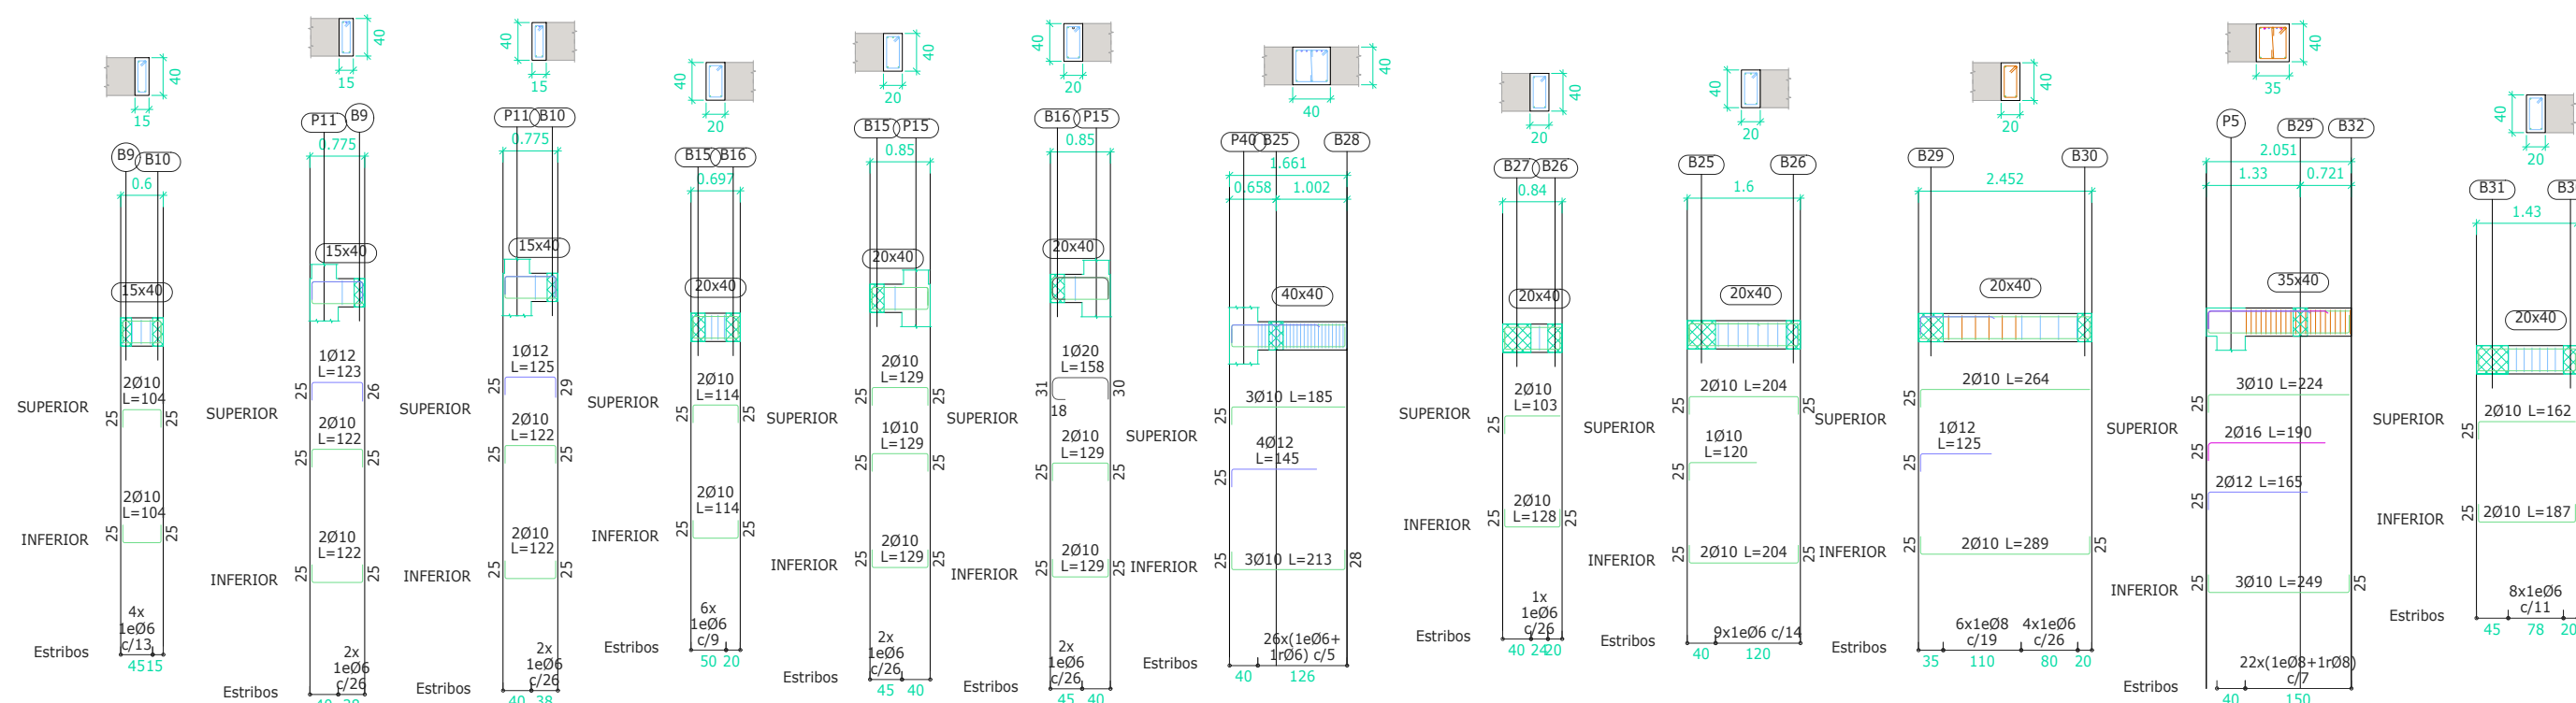 40
15
B9
B10
0.6
15x40
2Ø10
L=104
SUPERIOR
25
25
2Ø10
L=104
INFERIOR
25
25
4x
1eØ6
c/13
Estribos
45
15
40
15
P11
B9
0.775
15x40
1Ø12
L=123
25
26
2Ø10
L=122
SUPERIOR
25
25
2Ø10
L=122
INFERIOR
25
25
2x
1eØ6
c/26
Estribos
40
15
P11
B10
0.775
15x40
1Ø12
L=125
25
29
2Ø10
L=122
SUPERIOR
25
25
2Ø10
L=122
INFERIOR
25
25
2x
1eØ6
c/26
Estribos
40 38
40
20
B15
B16
0.697
20x40
2Ø10
L=114
SUPERIOR
25
25
2Ø10
L=114
INFERIOR
25
25
6x
1eØ6
c/9
Estribos
50 20
40
20
B15
P15
0.85
20x40
2Ø10
L=129
25
25
1Ø10
L=129
SUPERIOR
25
25
2Ø10
L=129
INFERIOR
25
25
2x
1eØ6
c/26
Estribos
45 40
40
20
B16
P15
0.85
20x40
1Ø20
L=158
31
30
18
2Ø10
L=129
SUPERIOR
25
25
2Ø10
L=129
INFERIOR
25
25
2x
1eØ6
c/26
Estribos
45 40
40
40
P40
B25
B28
1.661
0.658
1.002
40x40
3Ø10 L=185
25
SUPERIOR
4Ø12
L=145
25
3Ø10 L=213
INFERIOR
25
28
26x(1eØ6+
1rØ6) c/5
Estribos
40
126
40
20
B27
B26
0.84
20x40
2Ø10
L=103
SUPERIOR
25
2Ø10
L=128
INFERIOR
25
25
1x
1eØ6
c/26
Estribos
40 24 20
40
20
B25
B26
1.6
20x40
2Ø10 L=204
25
25
SUPERIOR
1Ø10
L=120
25
2Ø10 L=204
INFERIOR
25
25
9x1eØ6 c/14
Estribos
40
120
40
20
B29
B30
2.452
20x40
2Ø10 L=264
25
SUPERIOR
1Ø12
L=125
25
2Ø10 L=289
INFERIOR
25
25
6x1eØ8
c/19
4x1eØ6
c/26
Estribos
35
110
80
20
40
35
P5
B29
B32
2.051
1.33
0.721
35x40
3Ø10 L=224
25
SUPERIOR
2Ø16 L=190
25
2Ø12 L=165
25
3Ø10 L=249
INFERIOR
25
25
22x(1eØ8+1rØ8)
c/7
Estribos
40
150
40
20
B31
1.43
20x40
2Ø10 L=162
SUPERIOR
25
2Ø10 L=187
INFERIOR
25
8x1eØ6
c/11
Estribos
45
78